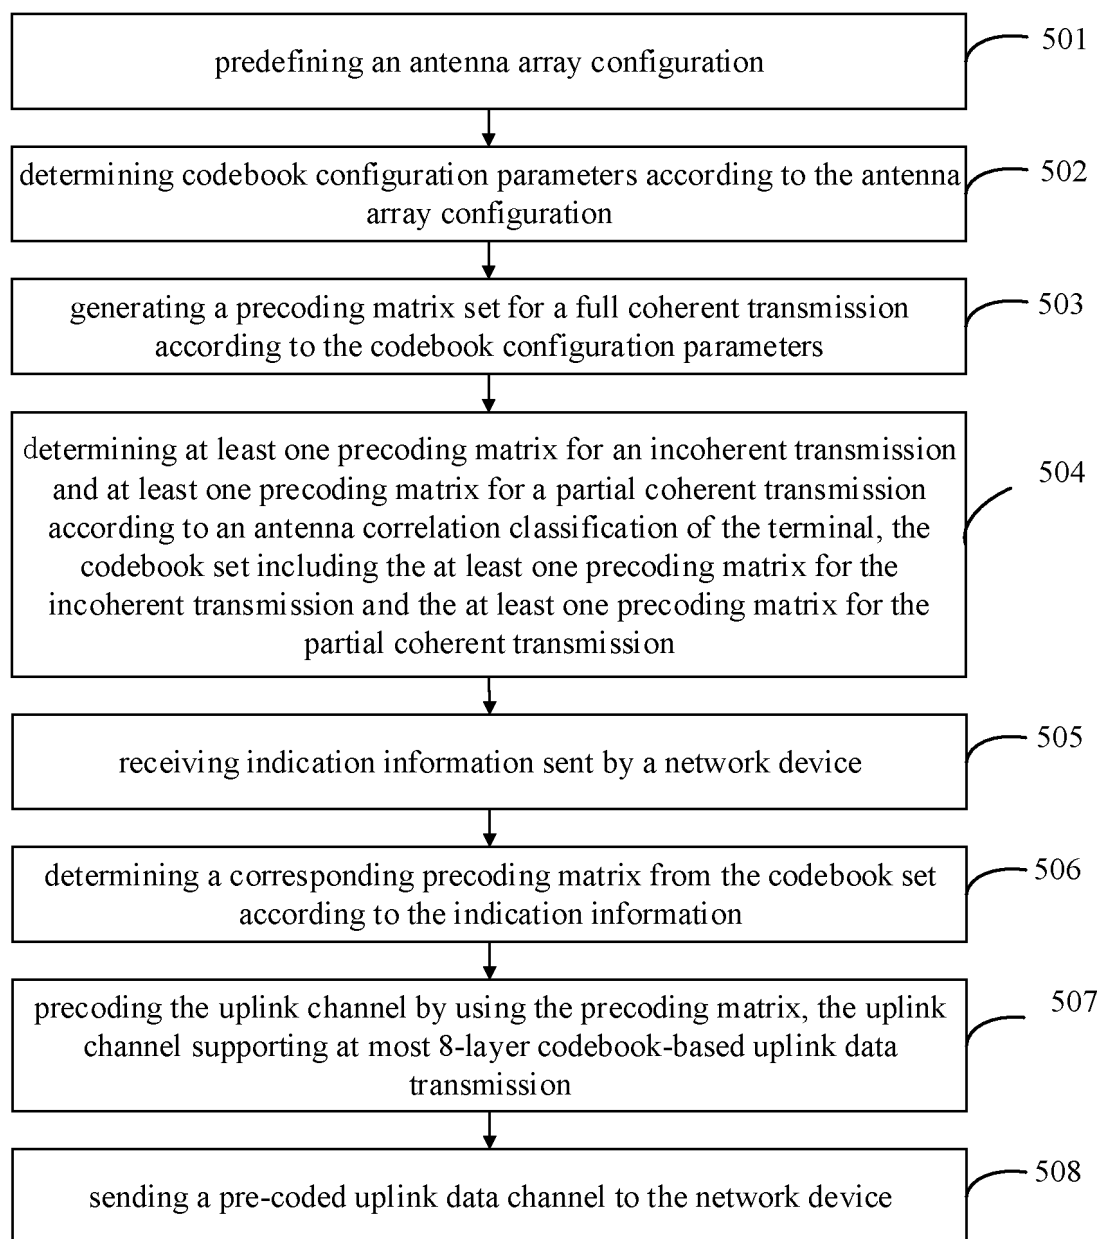 predefining an antenna array configuration
501
determining codebook configuration parameters according to the antenna
array configuration
502
generating a precoding matrix set for a full coherent transmission
according to the codebook configuration parameters
503
determining at least one precoding matrix for an incoherent transmission
and at least one precoding matrix for a partial coherent transmission
according to an antenna correlation classification of the terminal, the
codebook set including the at least one precoding matrix for the
incoherent transmission and the at least one precoding matrix for the
partial coherent transmission
504
receiving indication information sent by a network device
505
determining a corresponding precoding matrix from the codebook set
according to the indication information
506
precoding the uplink channel by using the precoding matrix, the uplink
channel supporting at most 8-layer codebook-based uplink data
transmission
507
sending a pre-coded uplink data channel to the network device
508